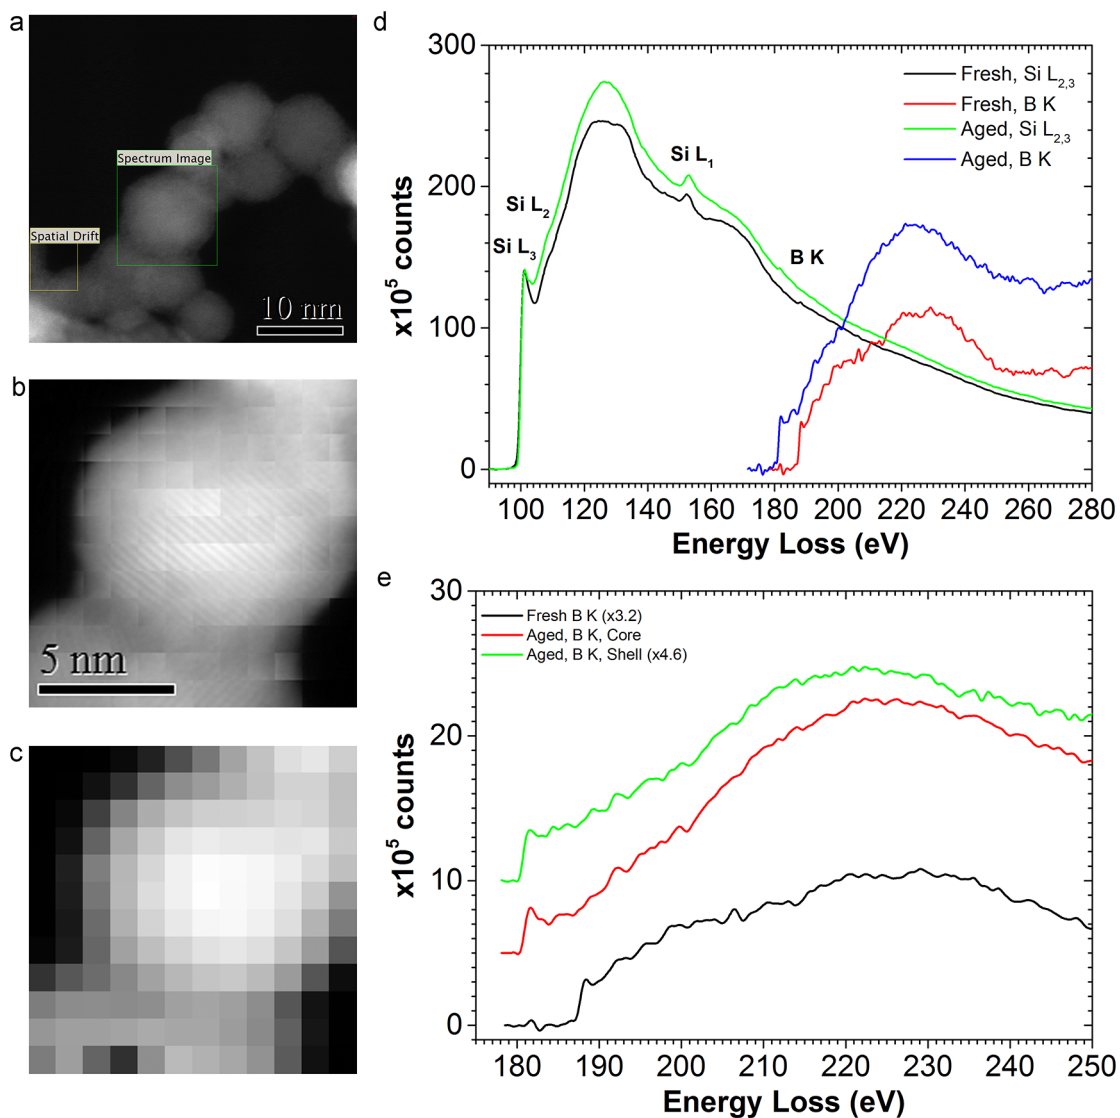 a
Spectrum Image
Spatial Drift
10 nm
b
5 nm
c
d
300
200
100
0
x10⁵ counts
Fresh, Si L₂,₃
Fresh, B K
Aged, Si L₂,₃
Aged, B K
Si L₃
Si L₂
Si L₁
B K
100 120 140 160 180 200 220 240 260 280
Energy Loss (eV)
e
30
20
10
0
x10⁵ counts
Fresh B K (x3.2)
Aged, B K, Core
Aged, B K, Shell (x4.6)
180 190 200 210 220 230 240 250
Energy Loss (eV)